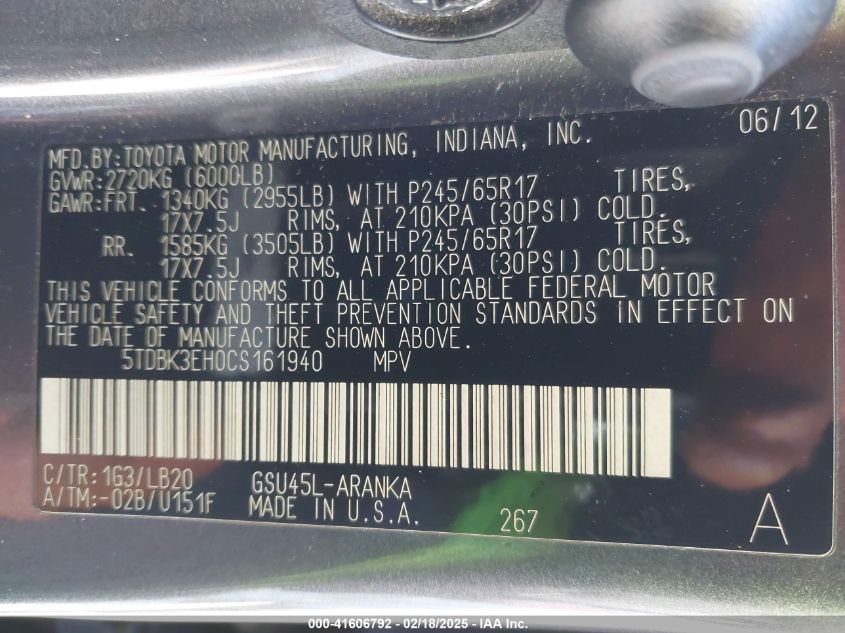 06/12
MFD.BY:TOYOTA MOTOR MANUFACTURING, INDIANA, INC.
GVWR:2720KG (6000LB)
GAWR:FRT. 1340KG (2955LB) WITH P245/65R17 TIRES,
17X7.5J RIMS, AT 210KPA (30PSI) COLD.
RR. 1585KG (3505LB) WITH P245/65R17 TIRES,
17X7.5J RIMS, AT 210KPA (30PSI) COLD.
THIS VEHICLE CONFORMS TO ALL APPLICABLE FEDERAL MOTOR
VEHICLE SAFETY AND THEFT PREVENTION STANDARDS IN EFFECT ON
THE DATE OF MANUFACTURE SHOWN ABOVE.
5TDBK3EH0CS161940 MPV
C/TR:1G3/LB20 GSU45L-ARANKA
A/TM:-02B/U151F MADE IN U.S.A. 267 A
000-41606792 — 02/18/2025 — IAA Inc.